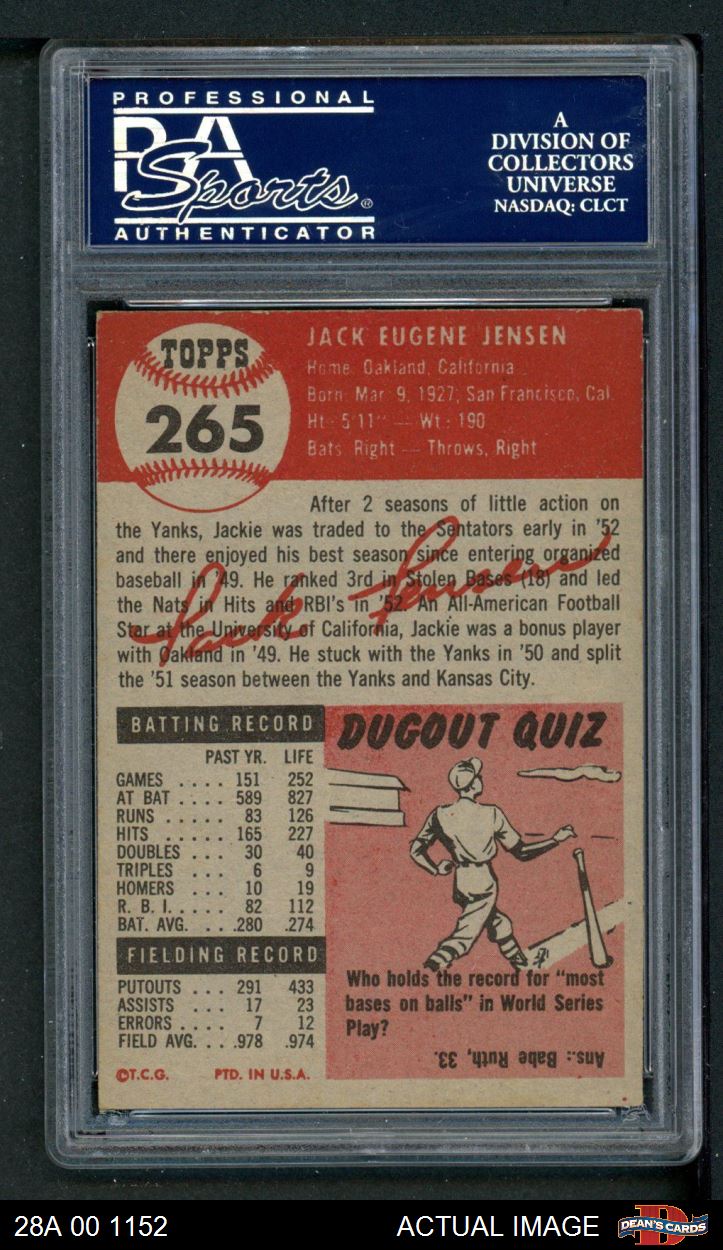 PROFESSIONAL
PSA
Sports®
AUTHENTICATOR
A
DIVISION OF
COLLECTORS
UNIVERSE
NASDAQ: CLCT
TOPPS
265
JACK EUGENE JENSEN
Home: Oakland, California
Born: Mar. 9, 1927; San Francisco, Cal.
Ht.: 5'11" — Wt.: 190
Bats: Right — Throws, Right
After 2 seasons of little action on
the Yanks, Jackie was traded to the Sentators early in '52
and there enjoyed his best season since entering organized
baseball in '49. He ranked 3rd in Stolen Bases (18) and led
the Nats in Hits and RBI's in '52. An All-American Football
Star at the University of California, Jackie was a bonus player
with Oakland in '49. He stuck with the Yanks in '50 and split
the '51 season between the Yanks and Kansas City.
Jack Jensen
BATTING RECORD
PAST YR. LIFE
GAMES .... 151 252
AT BAT .... 589 827
RUNS ..... 83 126
HITS ..... 165 227
DOUBLES ... 30 40
TRIPLES ... 6 9
HOMERS ... 10 19
R. B. I. .... 82 112
BAT. AVG. ... .280 .274
FIELDING RECORD
PUTOUTS ... 291 433
ASSISTS ... 17 23
ERRORS .... 7 12
FIELD AVG. .. .978 .974
©T.C.G. PTD. IN U.S.A.
DUGOUT QUIZ
Who holds the record for "most
bases on balls" in World Series
Play?
Ans.: Babe Ruth, 33.
28A 00 1152
ACTUAL IMAGE
D
DEAN'S CARDS